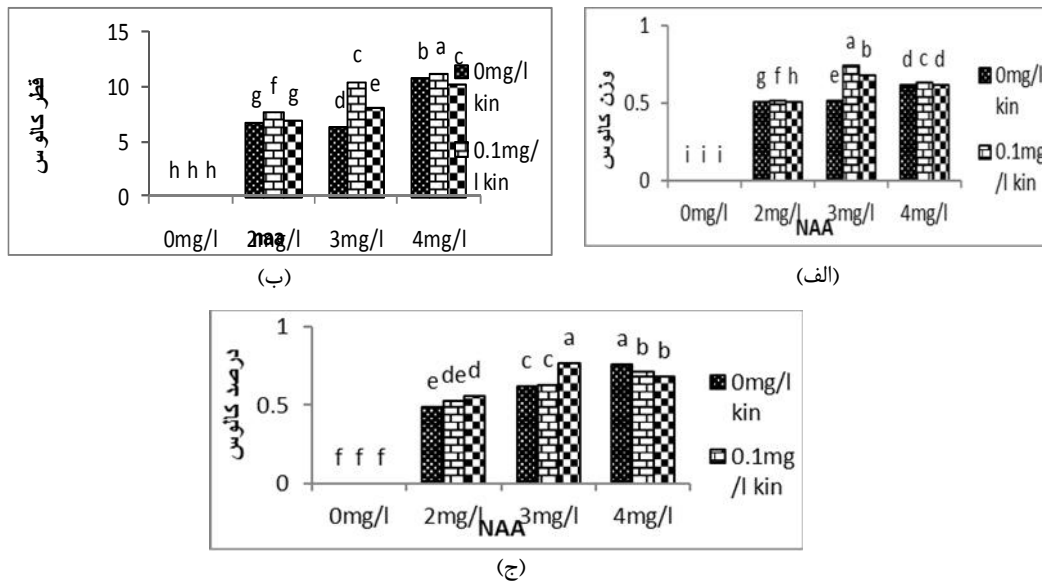 وزن کالوس
1
0.5
0
i i i
g f h
e a b
d c d
0mg/l 2mg/l 3mg/l 4mg/l
NAA
0mg/l
kin
0.1mg
/l kin
(الف)
قطر کالوس
15
10
5
0
h h h
g f g
d c e
b a c
0mg/l 2mg/l 3mg/l 4mg/l
naa
0mg/l
kin
0.1mg/
l kin
(ب)
درصد کالوس
1
0.5
0
f f f
e de d
c c a
a b b
0mg/l 2mg/l 3mg/l 4mg/l
NAA
0mg/l
kin
0.1mg
/l kin
(ج)